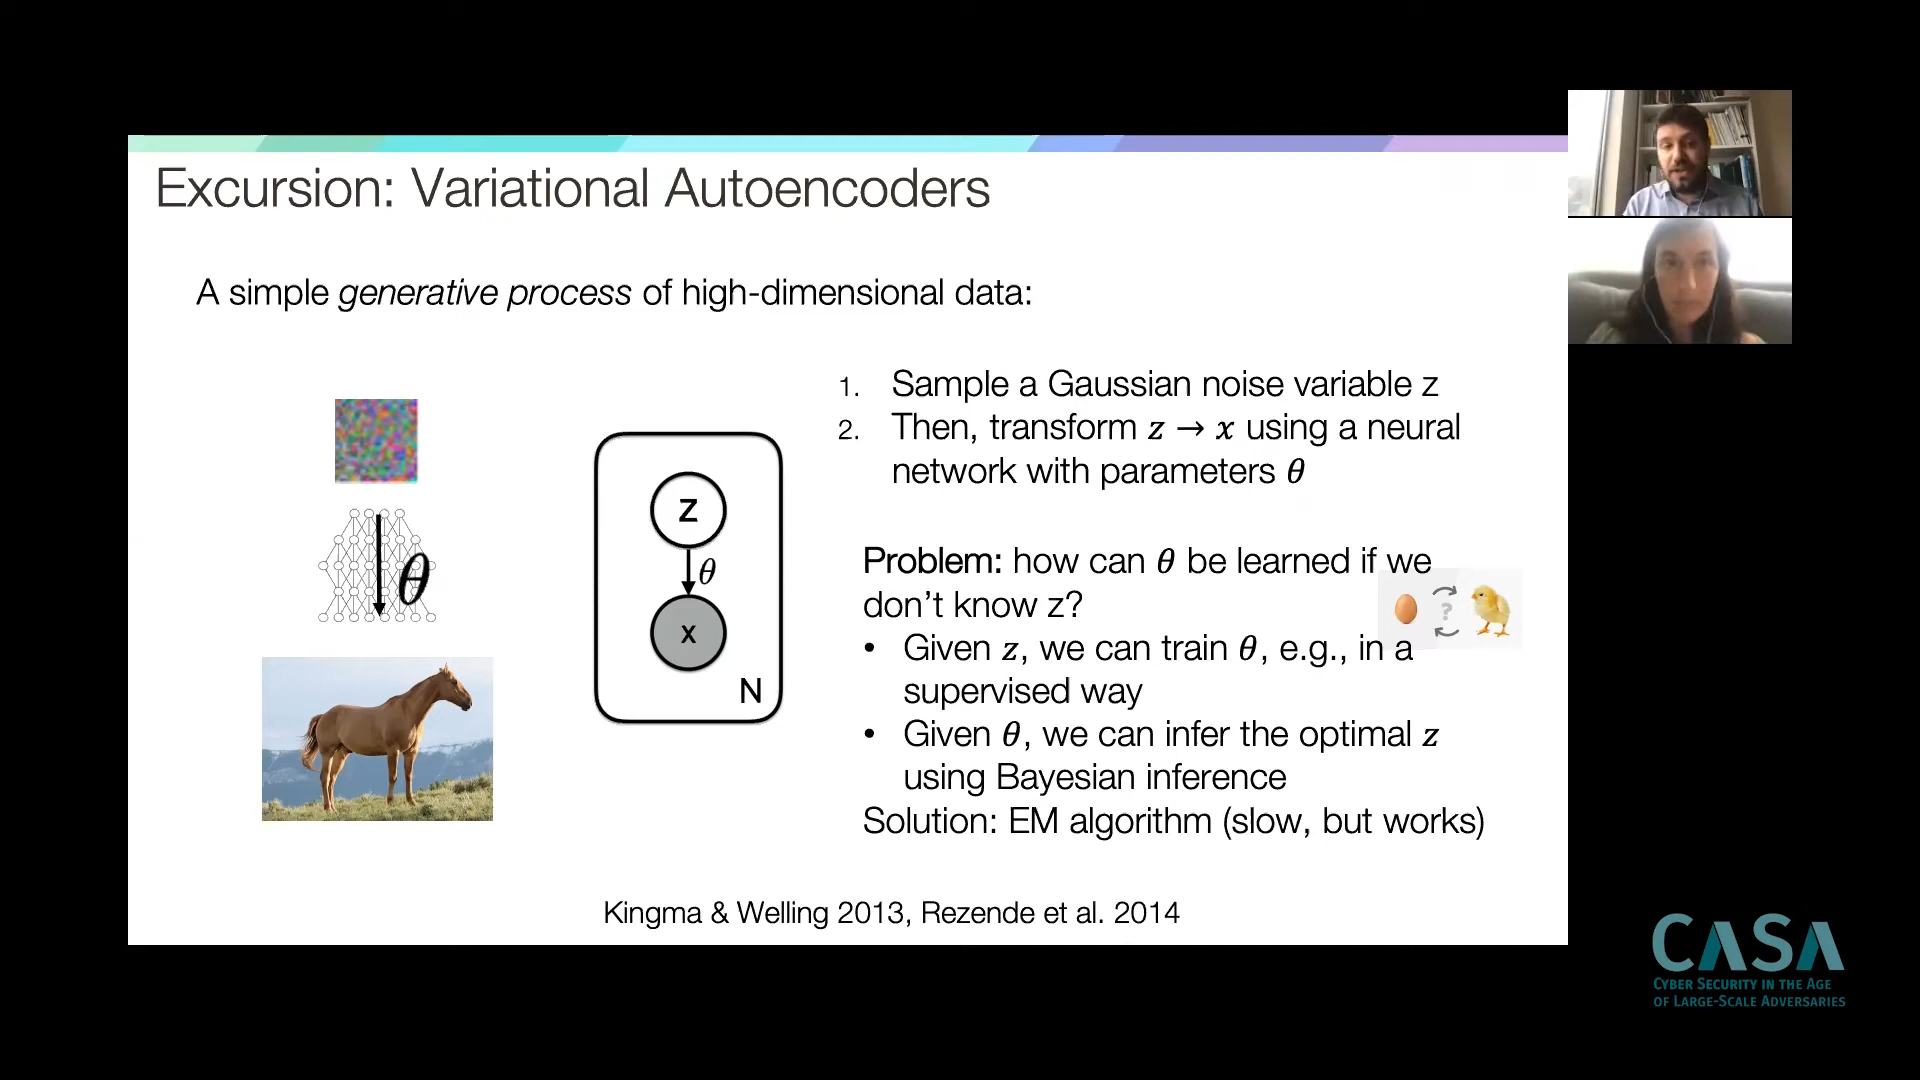 Excursion: Variational Autoencoders
A simple generative process of high-dimensional data:
1. Sample a Gaussian noise variable z
2. Then, transform z → x using a neural
network with parameters θ
θ
Z
θ
x
N
Problem: how can θ be learned if we
don't know z?
?
• Given z, we can train θ, e.g., in a
supervised way
• Given θ, we can infer the optimal z
using Bayesian inference
Solution: EM algorithm (slow, but works)
Kingma & Welling 2013, Rezende et al. 2014
CASA
CYBER SECURITY IN THE AGE
OF LARGE-SCALE ADVERSARIES